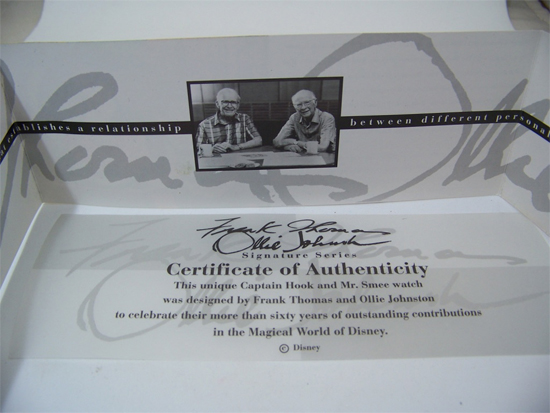 establishes a relationship between different personal
Thomas
Ollie
Frank Thomas
Ollie Johnston
Signature Series
Certificate of Authenticity
This unique Captain Hook and Mr. Smee watch
was designed by Frank Thomas and Ollie Johnston
to celebrate their more than sixty years of outstanding contributions
in the Magical World of Disney.
© Disney